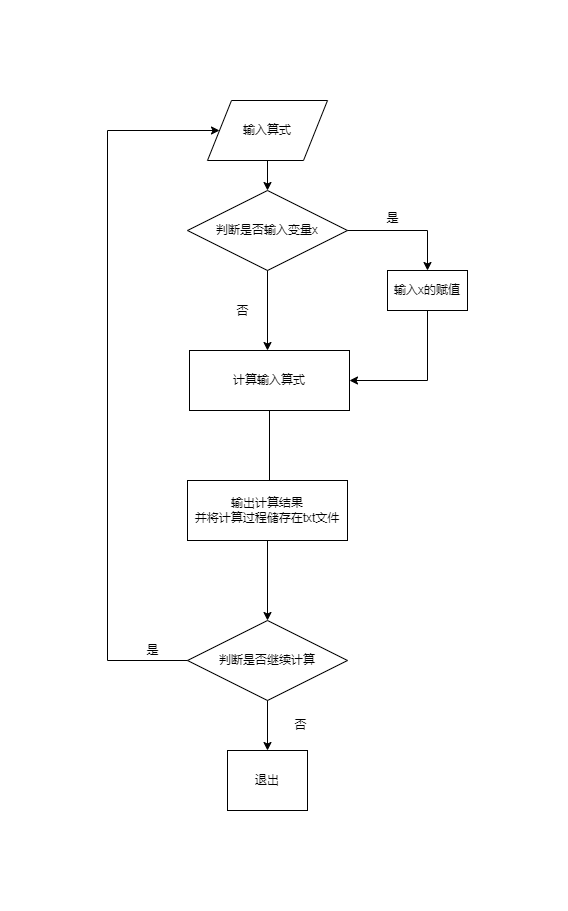 输入算式
判断是否输入变量x
是
输入x的赋值
否
计算输入算式
输出计算结果
并将计算过程储存在txt文件
是
判断是否继续计算
否
退出